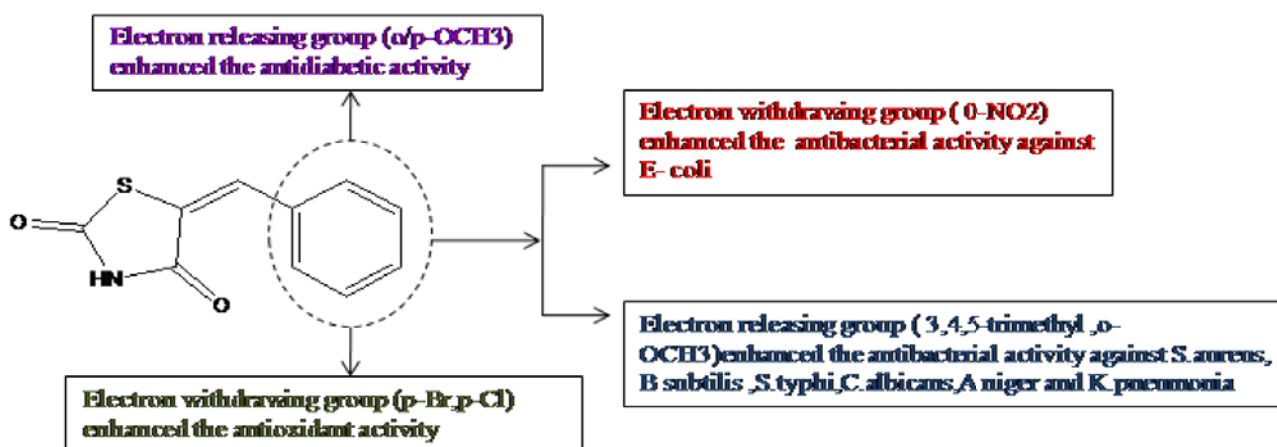 Electron releasing group (o/p-OCH3)
enhanced the antidiabetic activity
Electron withdrawing group ( 0-NO2)
enhanced the antibacterial activity against
E- coli
S
O
HN
O
Electron releasing group ( 3,4,5-trimethyl ,o-
OCH3)enhanced the antibacterial activity against S.aureus,
B subtilis ,S.typhi,C.albicans,A niger and K.pneumonia
Electron withdrawing group (p-Br,p-Cl)
enhanced the antioxidant activity